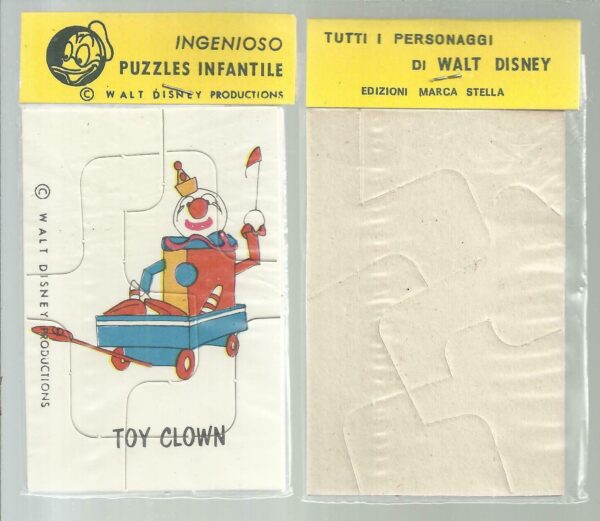 INGENIOSO
PUZZLES INFANTILE
© WALT DISNEY PRODUCTIONS
© WALT DISNEY PRODUCTIONS
TOY CLOWN
TUTTI I PERSONAGGI
DI WALT DISNEY
EDIZIONI MARCA STELLA